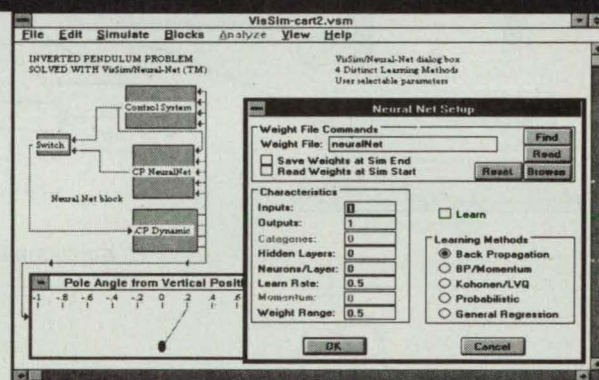 VisSim-cart2.vsm
File Edit Simulate Blocks Analyze View Help
INVERTED PENDULUM PROBLEM
SOLVED WITH VisSim/Neural-Net (TM)
VisSim/Neural-Net dialog box
4 Distinct Learning Methods
User selectable parameters
Control System
Switch
CP NeuralNet
Neural Net block
CP Dynamic
Pole Angle from Vertical Positi
-1 -.8 -.6 -.4 -.2 0 .2 .4 .6
Neural Net Setup
Weight File Commands
Weight File: neuralNet
Find
Save Weights at Sim End
Read
Read Weights at Sim Start
Reset Browse
Characteristics
Inputs:
Outputs: 1
Categories: 0
Hidden Layers: 0
Neurons/Layer: 0
Learn Rate: 0.5
Momentum: 0
Weight Range: 0.5
Learn
Learning Methods
Back Propagation
BP/Momentum
Kohonen/LVQ
Probabilistic
General Regression
OK
Cancel